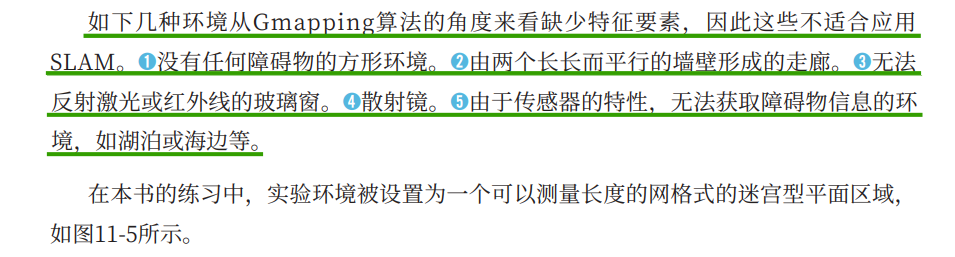 如下几种环境从Gmapping算法的角度来看缺少特征要素，因此这些不适合应用
SLAM。❶没有任何障碍物的方形环境。❷由两个长长而平行的墙壁形成的走廊。❸无法
反射激光或红外线的玻璃窗。❹散射镜。❺由于传感器的特性，无法获取障碍物信息的环
境，如湖泊或海边等。
在本书的练习中，实验环境被设置为一个可以测量长度的网格式的迷宫型平面区域，
如图11-5所示。